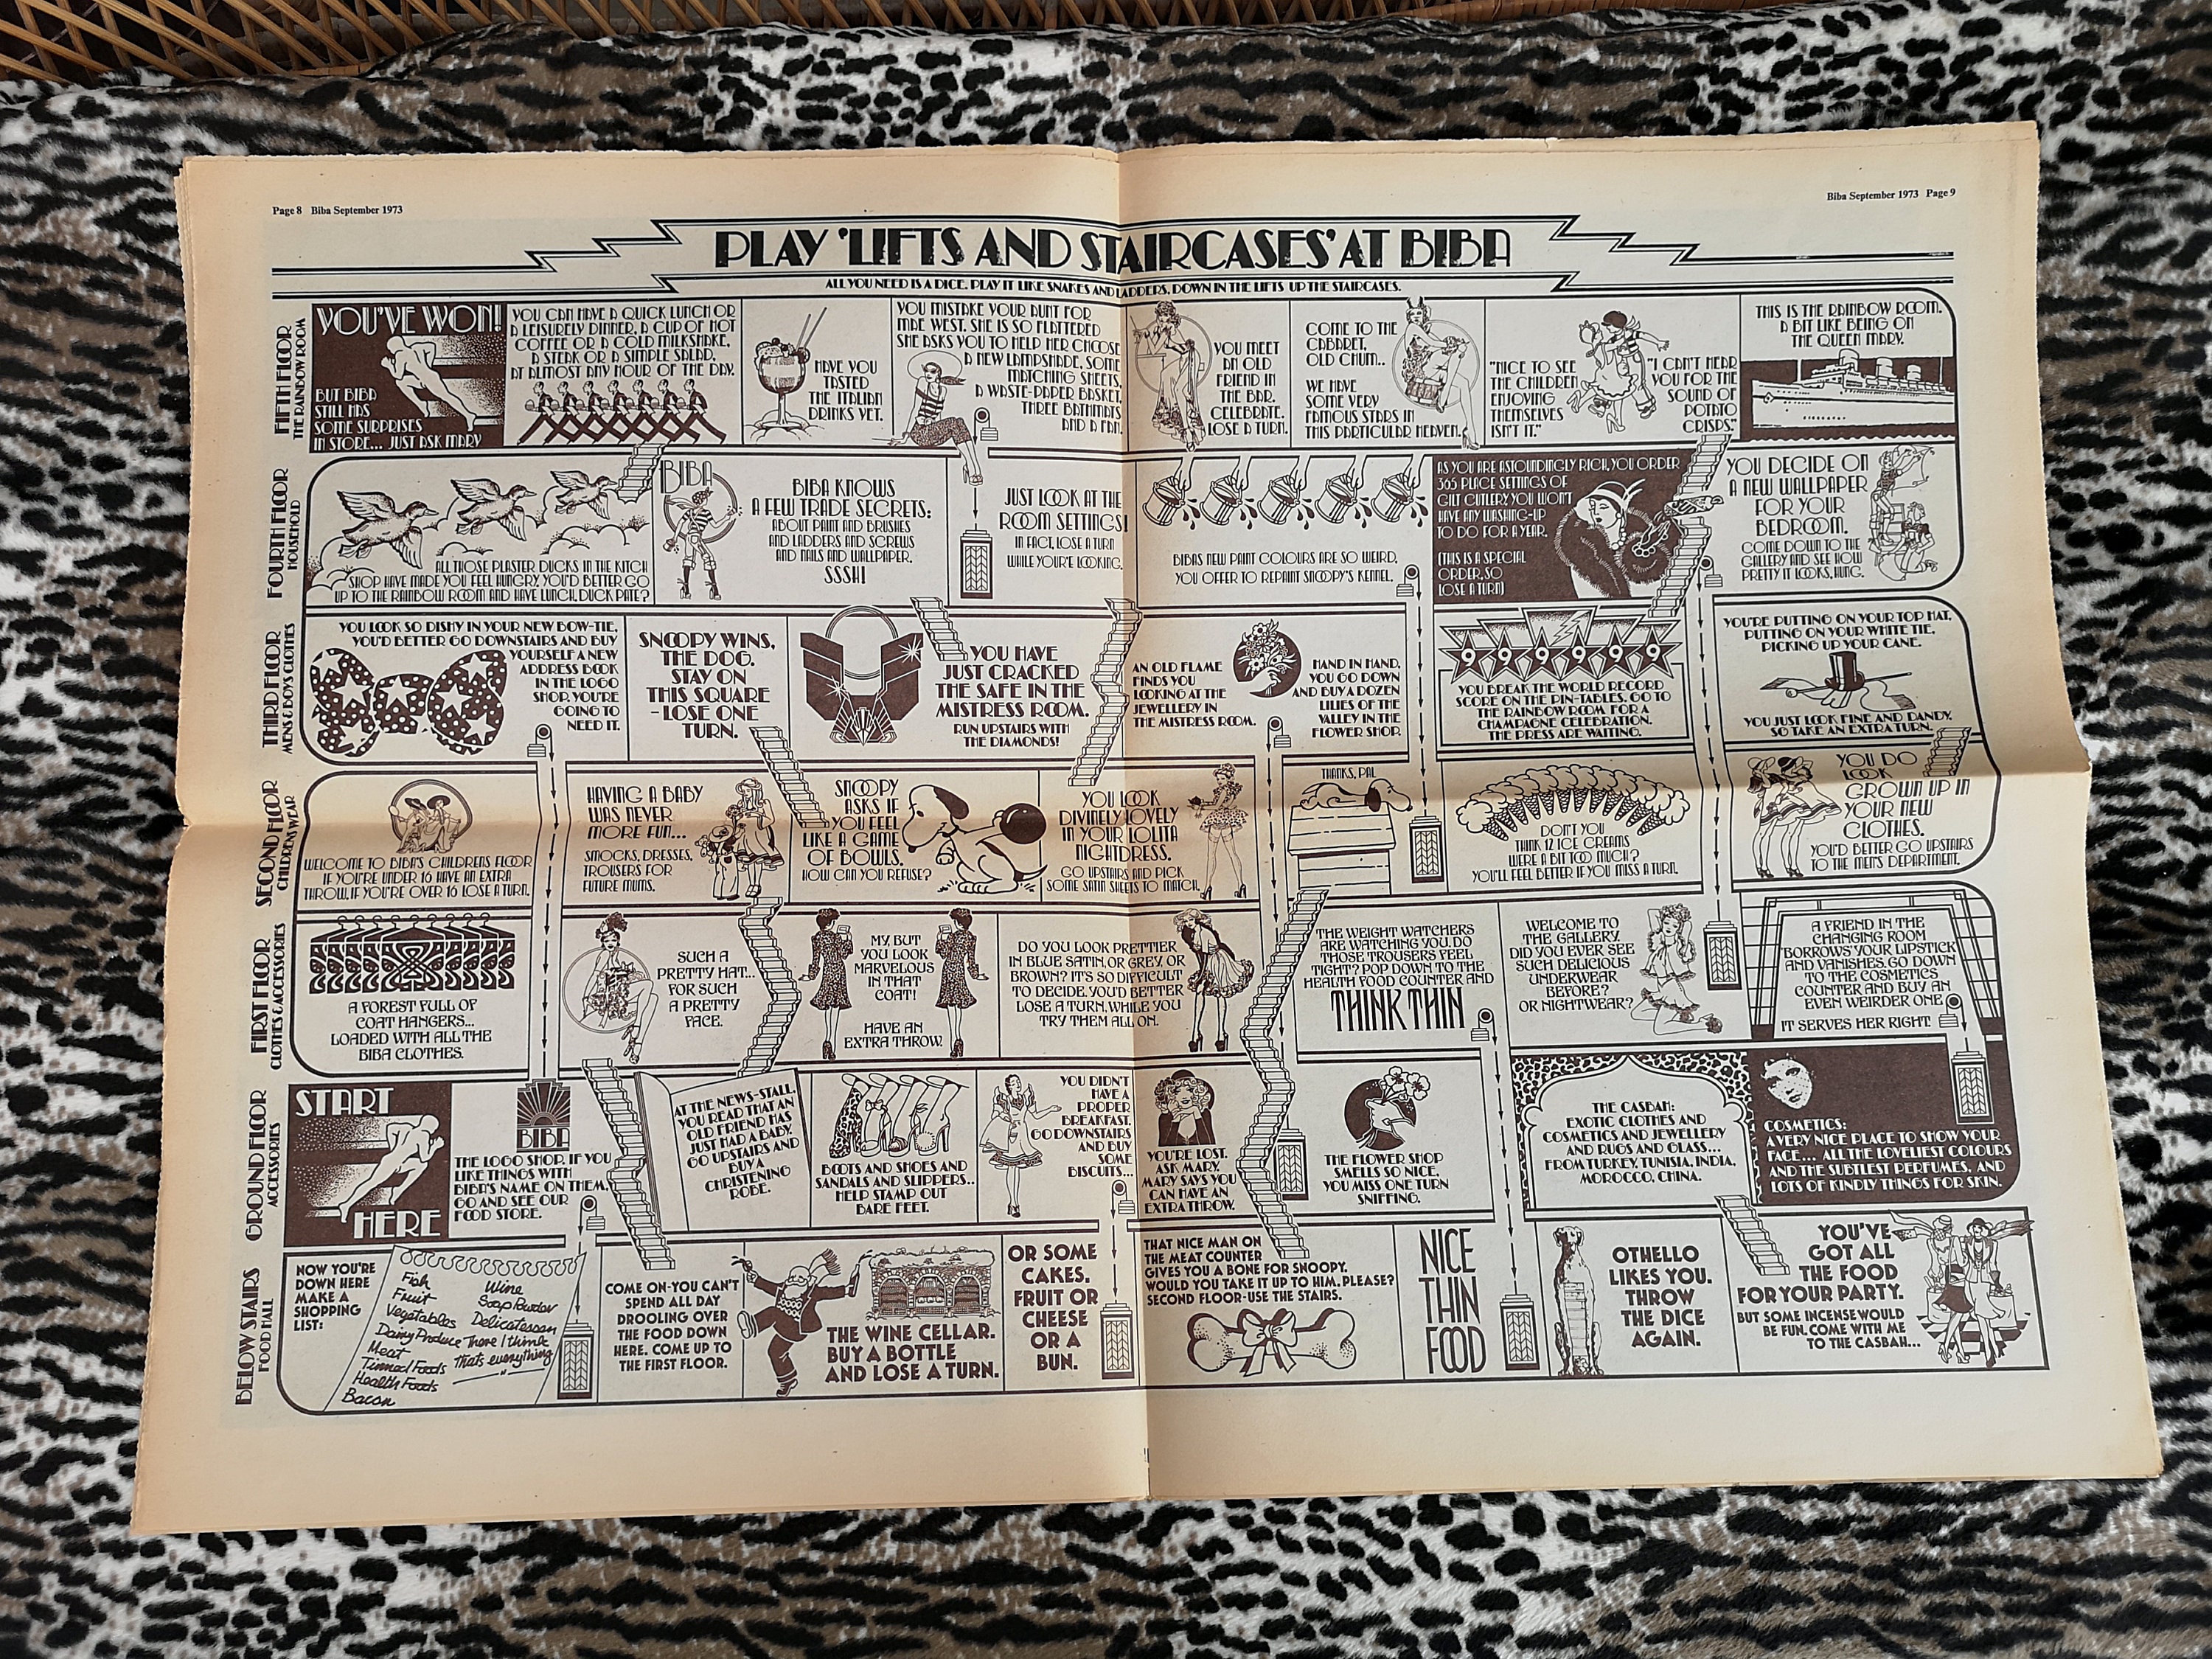 Page 8 Biba September 1973
Biba September 1973 Page 9
PLAY 'LIFTS AND STAIRCASES' AT BIBA
ALL YOU NEED IS A DICE. PLAY IT LIKE SNAKES AND LADDERS, DOWN IN THE LIFTS UP THE STAIRCASES.
FIFTH FLOOR
THE RAINBOW ROOM
YOU'VE WON!
BUT BIBA
STILL HAS
SOME SURPRISES
IN STORE... JUST ASK MARY
YOU CAN HAVE A QUICK LUNCH OR
A LEISURELY DINNER, A CUP OF HOT
COFFEE OR A COLD MILKSHAKE,
A STEAK OR A SIMPLE SALAD,
AT ALMOST ANY HOUR OF THE DAY.
HAVE YOU
TASTED
THE ITALIAN
DRINKS YET.
YOU MISTAKE YOUR AUNT FOR
MAE WEST. SHE IS SO FLATTERED
SHE ASKS YOU TO HELP HER CHOOSE
A NEW LAMPSHADE, SOME
MATCHING SHEETS,
A WASTE-PAPER BASKET,
THREE BATHMATS
AND A FAN.
YOU MEET
AN OLD
FRIEND IN
THE BAR.
CELEBRATE.
LOSE A TURN.
COME TO THE
CABARET,
OLD CHUM..
WE HAVE
SOME VERY
FAMOUS STARS IN
THIS PARTICULAR HEAVEN.
"NICE TO SEE
THE CHILDREN
ENJOYING
THEMSELVES
ISN'T IT."
"I CAN'T HEAR
YOU FOR THE
SOUND OF
POTATO
CRISPS."
THIS IS THE RAINBOW ROOM.
A BIT LIKE BEING ON
THE QUEEN MARY.
FOURTH FLOOR
HOUSEHOLD
ALL THOSE PLASTER DUCKS IN THE KITCH
SHOP HAVE MADE YOU FEEL HUNGRY. YOU'D BETTER GO
UP TO THE RAINBOW ROOM AND HAVE LUNCH. DUCK PATE?
BIBA
BIBA KNOWS
A FEW TRADE SECRETS:
ABOUT PAINT AND BRUSHES
AND LADDERS AND SCREWS
AND NAILS AND WALLPAPER.
SSSH!
JUST LOOK AT THE
ROOM SETTINGS!
IN FACT, LOSE A TURN
WHILE YOUR'E LOOKING.
BIBA'S NEW PAINT COLOURS ARE SO WEIRD,
YOU OFFER TO REPAINT SNOOPY'S KENNEL.
AS YOU ARE ASTOUNDINGLY RICH, YOU ORDER
365 PLACE SETTINGS OF
GILT CUTLERY. YOU WON'T
HAVE ANY WASHING-UP
TO DO FOR A YEAR.
(THIS IS A SPECIAL
ORDER, SO
LOSE A TURN)
YOU DECIDE ON
A NEW WALLPAPER
FOR YOUR
BEDROOM.
COME DOWN TO THE
GALLERY AND SEE HOW
PRETTY IT LOOKS, HUNG.
THIRD FLOOR
MENS & BOYS CLOTHES
YOU LOOK SO DISHY IN YOUR NEW BOW-TIE,
YOU'D BETTER GO DOWNSTAIRS AND BUY
YOURSELF A NEW
ADDRESS BOOK
IN THE LOGO
SHOP. YOU'RE
GOING TO
NEED IT.
SNOOPY WINS,
THE DOG.
STAY ON
THIS SQUARE
- LOSE ONE
TURN.
YOU HAVE
JUST CRACKED
THE SAFE IN THE
MISTRESS ROOM.
RUN UPSTAIRS WITH
THE DIAMONDS!
AN OLD FLAME
FINDS YOU
LOOKING AT THE
JEWELLERY IN
THE MISTRESS ROOM.
HAND IN HAND,
YOU GO DOWN
AND BUY A DOZEN
LILIES OF THE
VALLEY IN THE
FLOWER SHOP.
9 9 9 9 9 9
YOU BREAK THE WORLD RECORD
SCORE ON THE PIN-TABLES. GO TO
THE RAINBOW ROOM FOR A
CHAMPAGNE CELEBRATION.
THE PRESS ARE WAITING.
YOU'RE PUTTING ON YOUR TOP HAT,
PUTTING ON YOUR WHITE TIE,
PICKING UP YOUR CANE.
YOU JUST LOOK FINE AND DANDY,
SO TAKE AN EXTRA TURN.
SECOND FLOOR
CHILDRENS WEAR
WELCOME TO BIBA'S CHILDRENS FLOOR
IF YOU'RE UNDER 16 HAVE AN EXTRA
THROW. IF YOU'RE OVER 16 LOSE A TURN.
HAVING A BABY
WAS NEVER
MORE FUN...
SMOCKS, DRESSES,
TROUSERS FOR
FUTURE MUMS.
SNOOPY
ASKS IF
YOU FEEL
LIKE A GAME
OF BOWLS.
HOW CAN YOU REFUSE?
YOU LOOK
DIVINELY LOVELY
IN YOUR LOLITA
NIGHTDRESS.
GO UPSTAIRS AND PICK
SOME SATIN SHEETS TO MATCH.
THANKS, PAL
DON'T YOU
THINK 12 ICE CREAMS
WERE A BIT TOO MUCH?
YOU'LL FEEL BETTER IF YOU MISS A TURN.
YOU DO
LOOK
GROWN UP IN
YOUR NEW
CLOTHES.
YOU'D BETTER GO UPSTAIRS
TO THE MEN'S DEPARTMENT.
FIRST FLOOR
CLOTHES & ACCESSORIES
A FOREST FULL OF
COAT HANGERS...
LOADED WITH ALL THE
BIBA CLOTHES.
SUCH A
PRETTY HAT...
FOR SUCH
A PRETTY
FACE.
MY, BUT
YOU LOOK
MARVELOUS
IN THAT
COAT!
HAVE AN
EXTRA THROW!
DO YOU LOOK PRETTIER
IN BLUE SATIN, OR GREY, OR
BROWN? IT'S SO DIFFICULT
TO DECIDE. YOU'D BETTER
LOSE A TURN, WHILE YOU
TRY THEM ALL ON.
THE WEIGHT WATCHERS
ARE WATCHING YOU. DO
THOSE TROUSERS FEEL
TIGHT? POP DOWN TO THE
HEALTH FOOD COUNTER AND
THINK THIN
WELCOME TO
THE GALLERY.
DID YOU EVER SEE
SUCH DELICIOUS
UNDERWEAR
BEFORE?
OR NIGHTWEAR?
A FRIEND IN THE
CHANGING ROOM
'BORROWS' YOUR LIPSTICK
AND VANISHES. GO DOWN
TO THE COSMETICS
COUNTER AND BUY AN
EVEN WEIRDER ONE
IT SERVES HER RIGHT!
GROUND FLOOR
ACCESSORIES
START
HERE
BIBA
THE LOGO SHOP. IF YOU
LIKE THINGS WITH
BIBA'S NAME ON THEM,
GO AND SEE OUR
FOOD STORE.
AT THE NEWS-STALL,
YOU READ THAT AN
OLD FRIEND HAS
JUST HAD A BABY.
GO UPSTAIRS AND
BUY A
CHRISTENING
ROBE.
BOOTS AND SHOES AND
SANDALS AND SLIPPERS..
HELP STAMP OUT
BARE FEET.
YOU DIDN'T
HAVE A
PROPER
BREAKFAST.
GO DOWNSTAIRS
AND BUY
SOME
BISCUITS...
YOU'RE LOST.
ASK MARY.
MARY SAYS YOU
CAN HAVE AN
EXTRA THROW.
THE FLOWER SHOP
SMELLS SO NICE,
YOU MISS ONE TURN
SNIFFING.
THE CASBAH:
EXOTIC CLOTHES AND
COSMETICS AND JEWELLERY
AND RUGS AND GLASS...
FROM TURKEY, TUNISIA, INDIA,
MOROCCO, CHINA.
COSMETICS:
A VERY NICE PLACE TO SHOW YOUR
FACE... ALL THE LOVELIEST COLOURS
AND THE SUBTLEST PERFUMES, AND
LOTS OF KINDLY THINGS FOR SKIN.
BELOW STAIRS
FOOD HALL
NOW YOU'RE
DOWN HERE
MAKE A
SHOPPING
LIST:
Fish
Fruit
Vegetables
Dairy Produce
Meat
Tinned Foods
Health Foods
Bacon
Wine
Soap Powder
Delicatessen
There I think
that's everything
COME ON-YOU CAN'T
SPEND ALL DAY
DROOLING OVER
THE FOOD DOWN
HERE. COME UP TO
THE FIRST FLOOR.
THE WINE CELLAR.
BUY A BOTTLE
AND LOSE A TURN.
OR SOME
CAKES.
FRUIT OR
CHEESE
OR A
BUN.
THAT NICE MAN ON
THE MEAT COUNTER
GIVES YOU A BONE FOR SNOOPY.
WOULD YOU TAKE IT UP TO HIM, PLEASE?
SECOND FLOOR-USE THE STAIRS.
NICE
THIN
FOOD
OTHELLO
LIKES YOU.
THROW
THE DICE
AGAIN.
YOU'VE
GOT ALL
THE FOOD
FOR YOUR PARTY.
BUT SOME INCENSE WOULD
BE FUN. COME WITH ME
TO THE CASBAH...